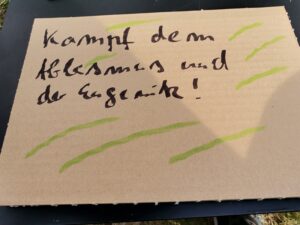 Kampf dem
Ableismus und
der Eugenik!